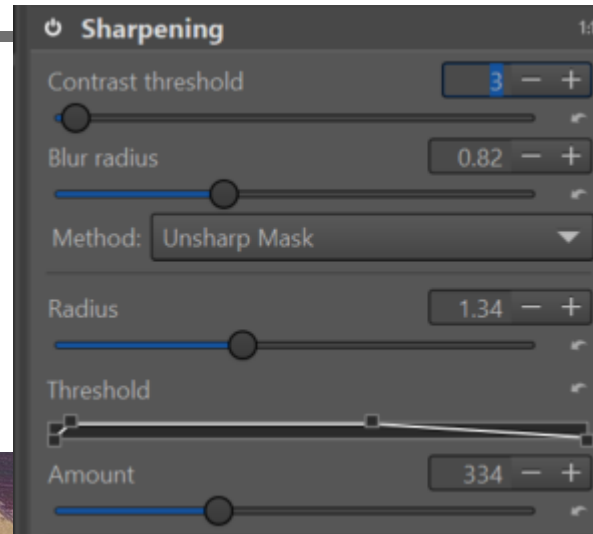 Sharpening
Contrast threshold 3 − +
Blur radius 0.82 − +
Method: Unsharp Mask
Radius 1.34 − +
Threshold
Amount 334 − +